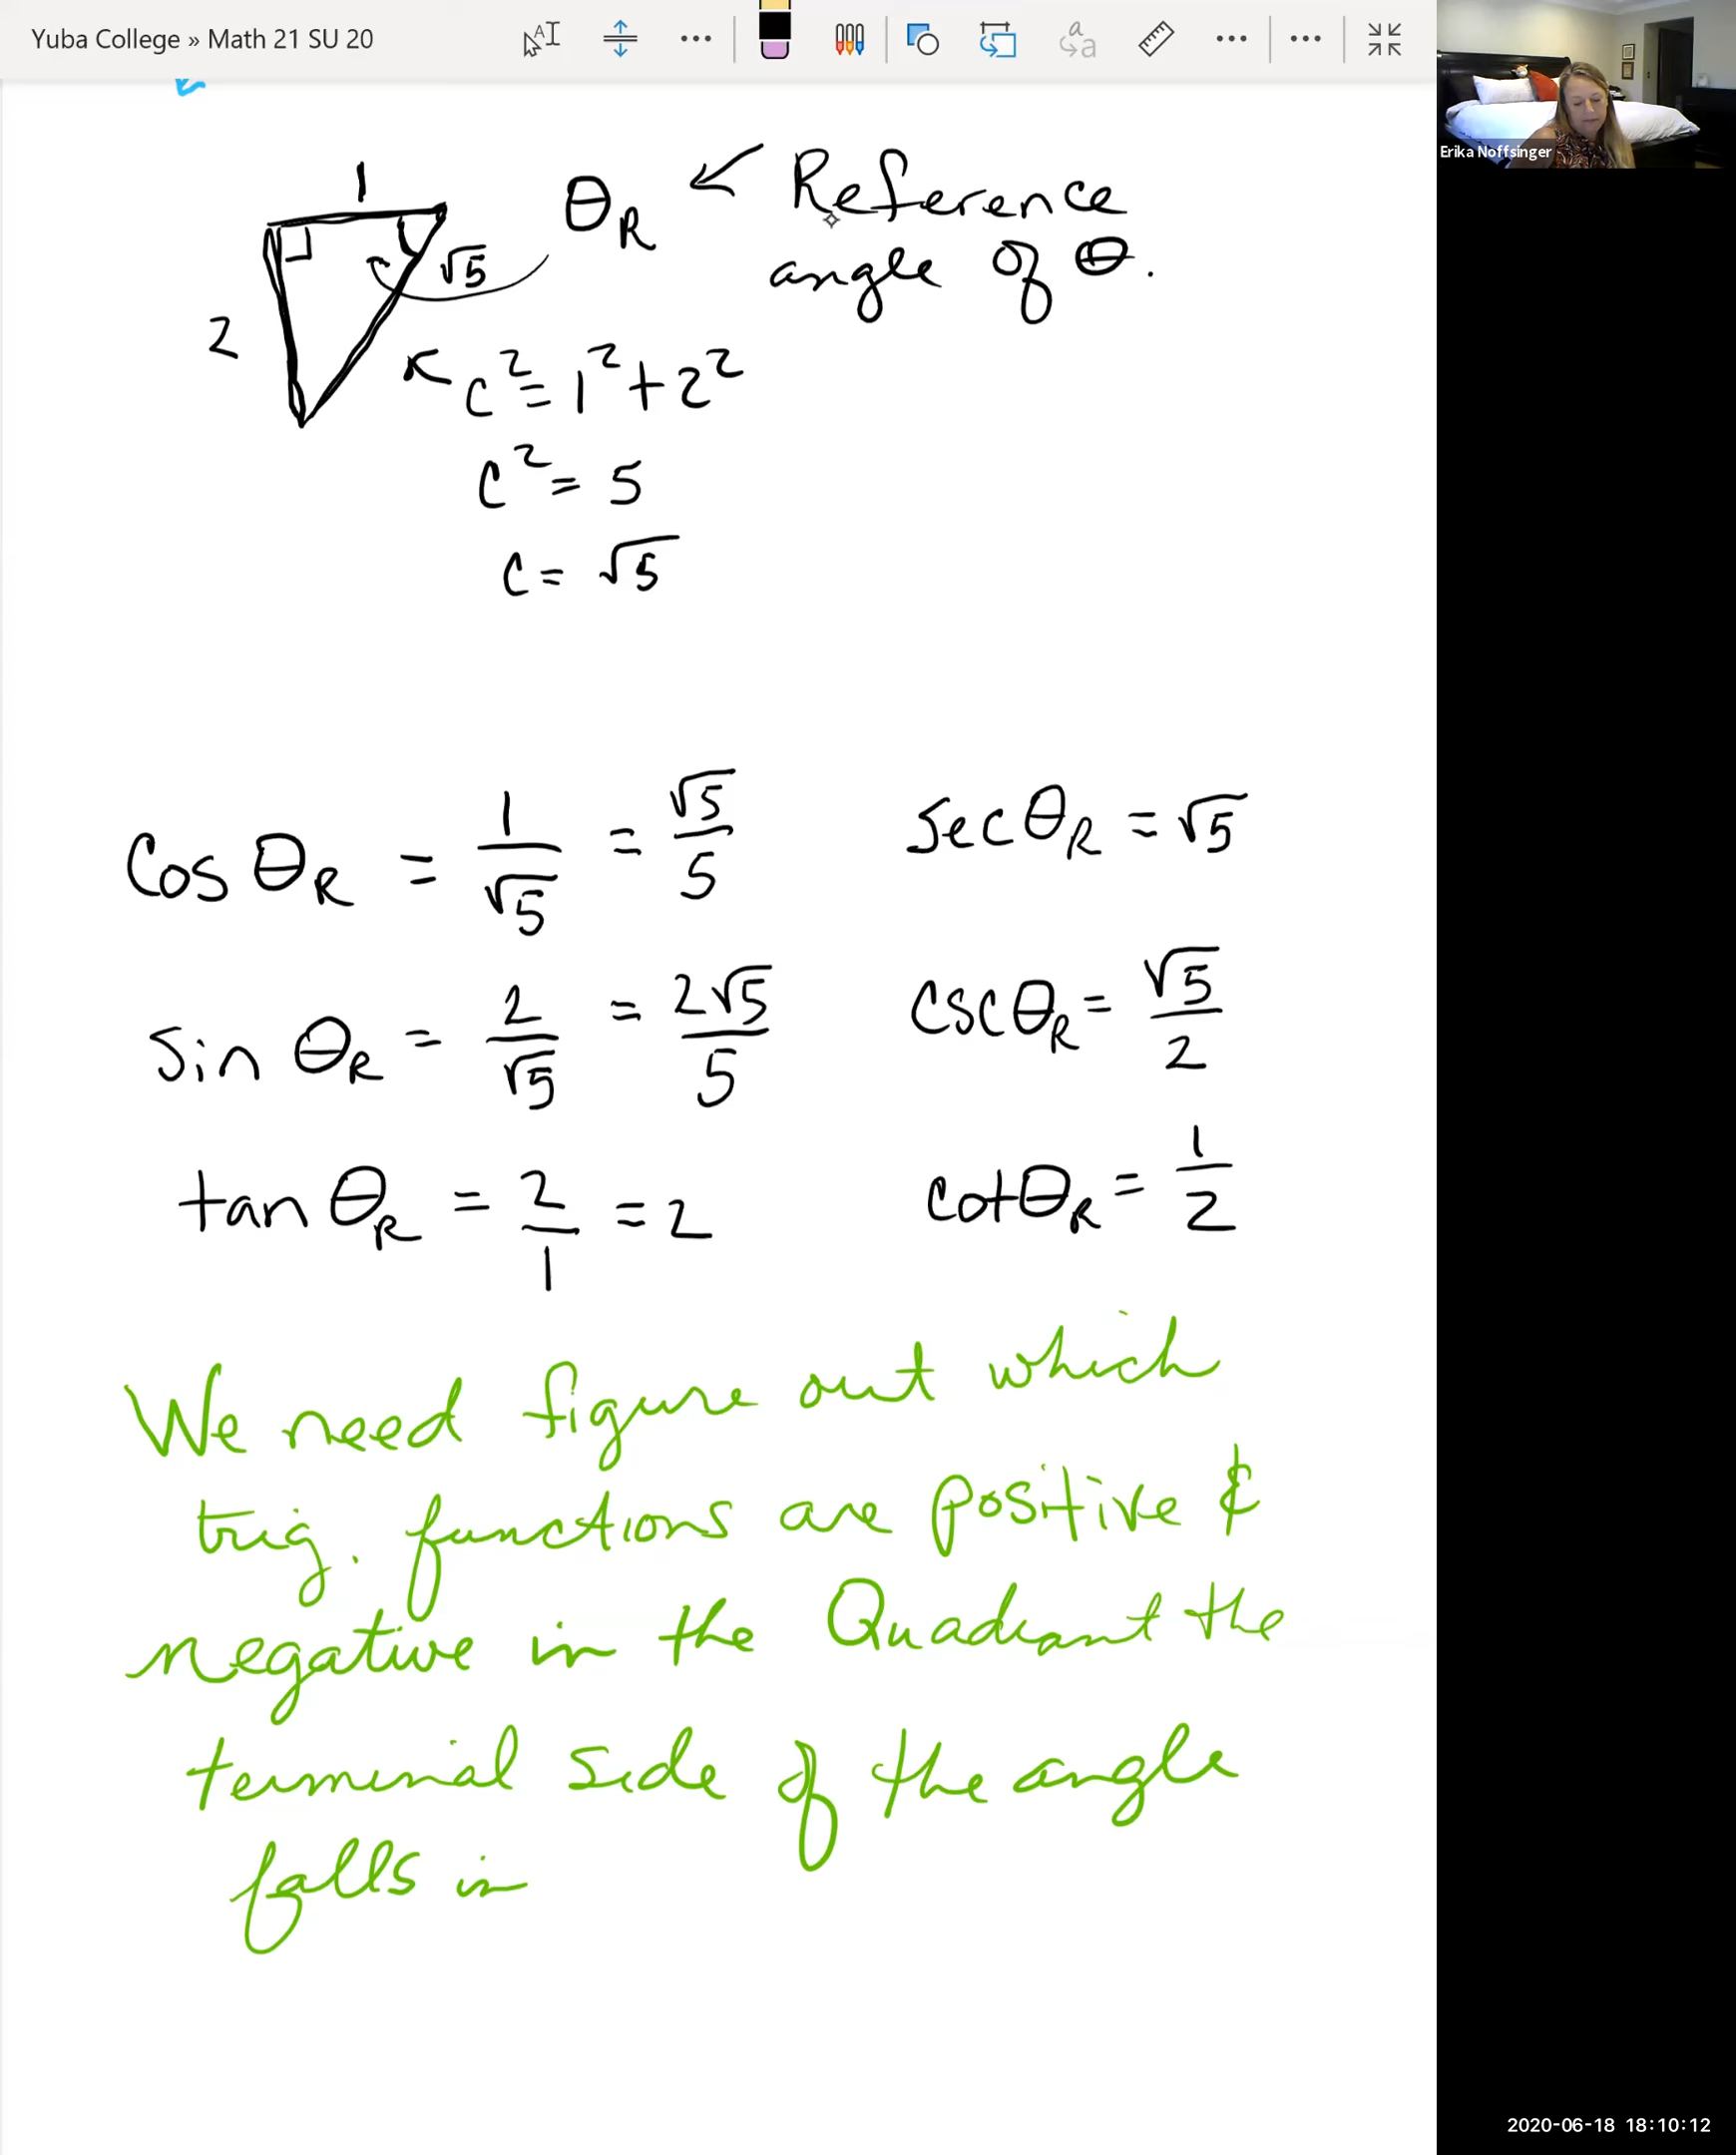 Yuba College » Math 21 SU 20
Erika Noffsinger
1
θR ← Reference
angle of θ.
√5
2
c² = 1² + 2²
c² = 5
c = √5
cos θR = 1/√5 = √5/5
sec θR = √5
sin θR = 2/√5 = 2√5/5
csc θR = √5/2
tan θR = 2/1 = 2
cot θR = 1/2
We need figure out which
trig. functions are positive &
negative in the Quadrant the
terminal side of the angle
falls in
2020-06-18 18:10:12